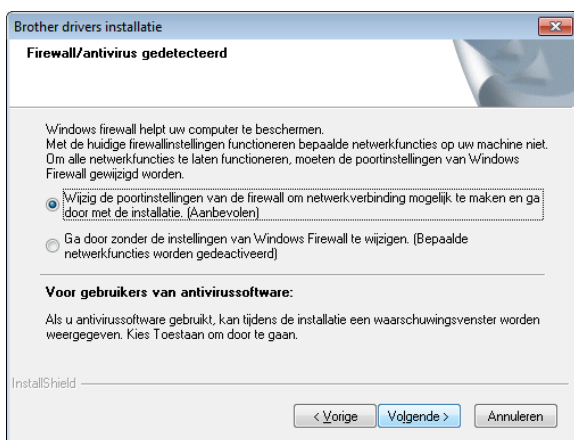 Brother drivers installatie
Firewall/antivirus gedetecteerd
Windows firewall helpt uw computer te beschermen.
Met de huidige firewallinstellingen functioneren bepaalde netwerkfuncties op uw machine niet.
Om alle netwerkfuncties te laten functioneren, moeten de poortinstellingen van Windows
Firewall gewijzigd worden.
Wijzig de poortinstellingen van de firewall om netwerkverbinding mogelijk te maken en ga
door met de installatie. (Aanbevolen)
Ga door zonder de instellingen van Windows Firewall te wijzigen. (Bepaalde
netwerkfuncties worden gedeactiveerd)
Voor gebruikers van antivirussoftware:
Als u antivirussoftware gebruikt, kan tijdens de installatie een waarschuwingsvenster worden
weergegeven. Kies Toestaan om door te gaan.
InstallShield
< Vorige Volgende > Annuleren